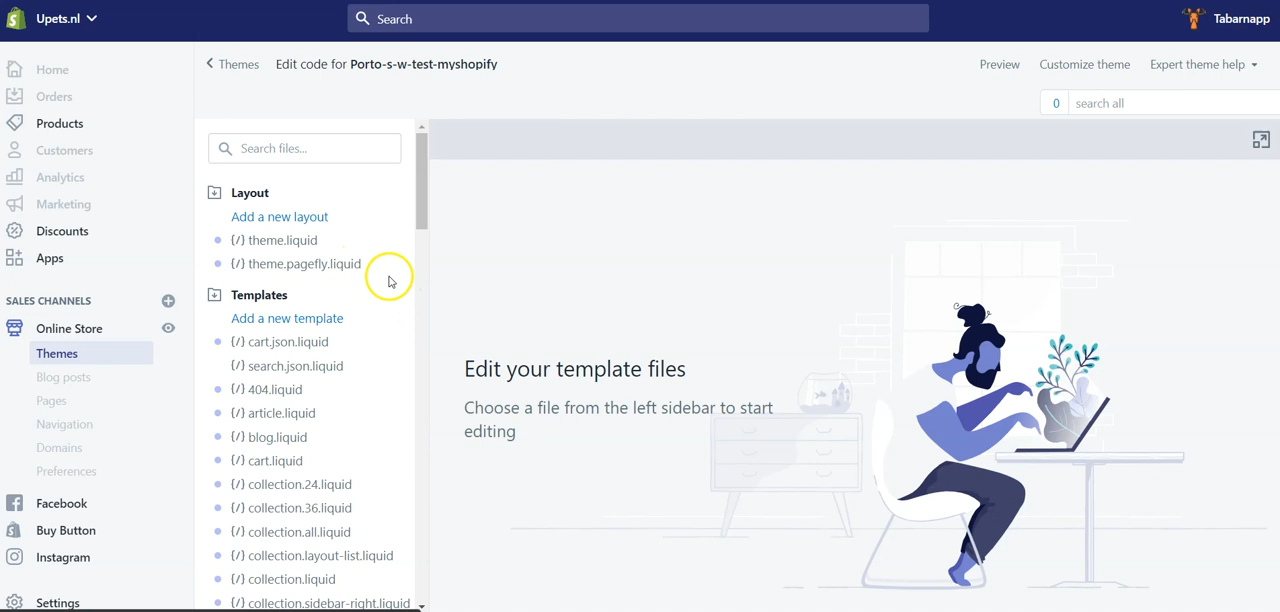 Upets.nl
Search
Tabarnapp
Home
Orders
Products
Customers
Analytics
Marketing
Discounts
Apps
SALES CHANNELS
Online Store
Themes
Blog posts
Pages
Navigation
Domains
Preferences
Facebook
Buy Button
Instagram
Settings
Themes Edit code for Porto-s-w-test-myshopify
Preview Customize theme Expert theme help
0 search all
Search files...
Layout
Add a new layout
{/} theme.liquid
{/} theme.pagefly.liquid
Templates
Add a new template
{/} cart.json.liquid
{/} search.json.liquid
{/} 404.liquid
{/} article.liquid
{/} blog.liquid
{/} cart.liquid
{/} collection.24.liquid
{/} collection.36.liquid
{/} collection.all.liquid
{/} collection.layout-list.liquid
{/} collection.liquid
{/} collection.sidebar-right.liquid
Edit your template files
Choose a file from the left sidebar to start
editing